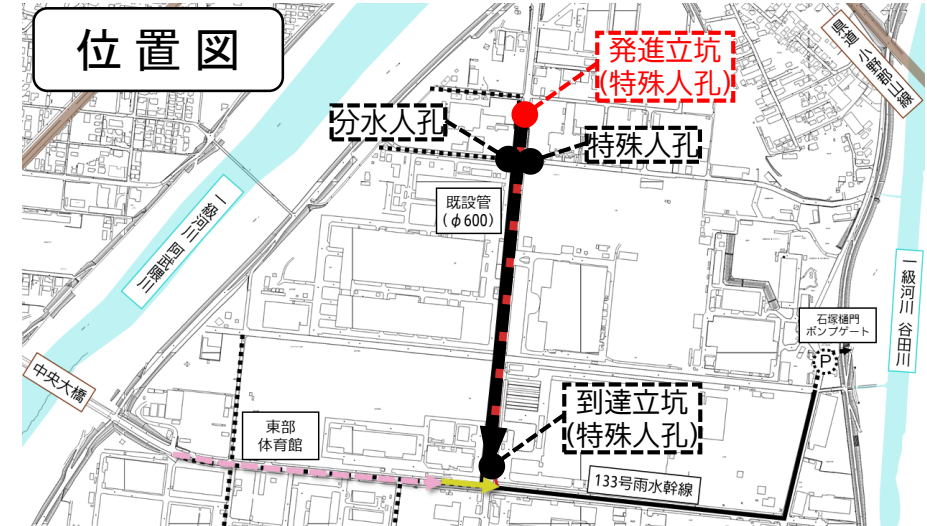 位置図
発進立坑
(特殊人孔)
県道 小野郡山線
分水人孔
特殊人孔
既設管
(φ600)
一級河川 阿武隈川
一級河川 谷田川
石塚樋門
ポンプゲート
P
中央大橋
東部
体育館
到達立坑
(特殊人孔)
133号雨水幹線